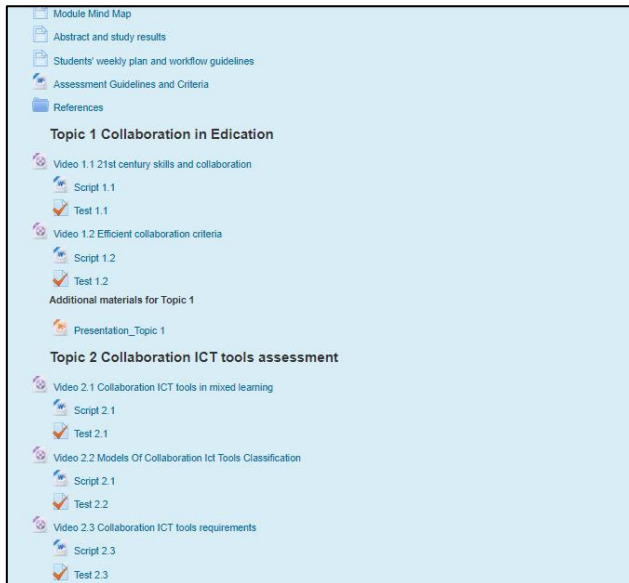 Module Mind Map
Abstract and study results
Students' weekly plan and workflow guidelines
Assessment Guidelines and Criteria
References
Topic 1 Collaboration in Edication
Video 1.1 21st century skills and collaboration
Script 1.1
Test 1.1
Video 1.2 Efficient collaboration criteria
Script 1.2
Test 1.2
Additional materials for Topic 1
Presentation_Topic 1
Topic 2 Collaboration ICT tools assessment
Video 2.1 Collaboration ICT tools in mixed learning
Script 2.1
Test 2.1
Video 2.2 Models Of Collaboration Ict Tools Classification
Script 2.1
Test 2.2
Video 2.3 Collaboration ICT tools requirements
Script 2.3
Test 2.3